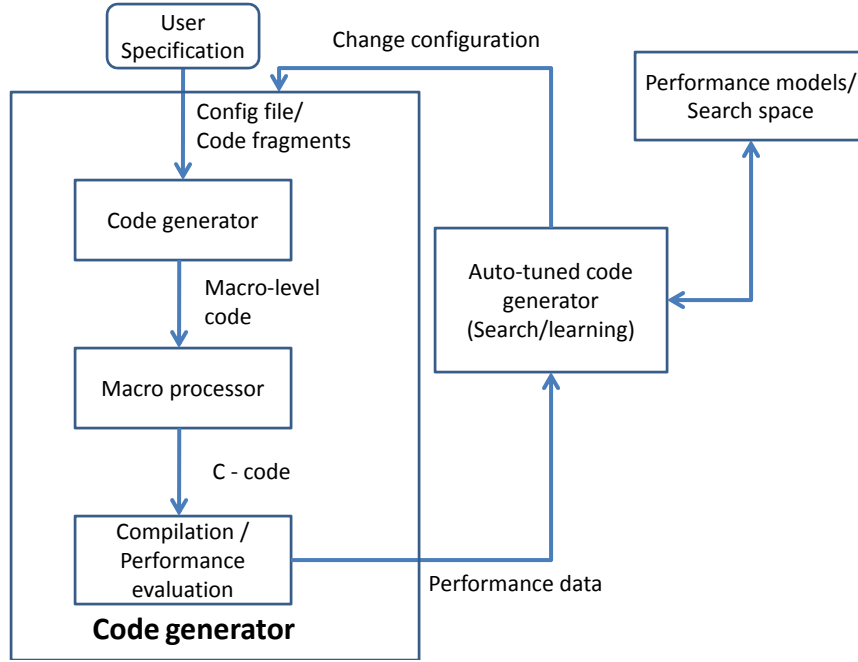 User
Specification
Change configuration
Performance models/
Search space
Config file/
Code fragments
Code generator
Auto-tuned code
generator
(Search/learning)
Macro-level
code
Macro processor
C - code
Compilation /
Performance
evaluation
Performance data
Code generator